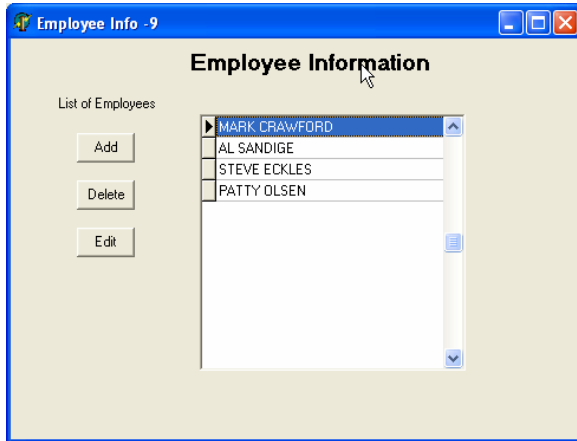 Employee Info -9
Employee Information
List of Employees
Add
Delete
Edit
MARK CRAWFORD
AL SANDIGE
STEVE ECKLES
PATTY OLSEN